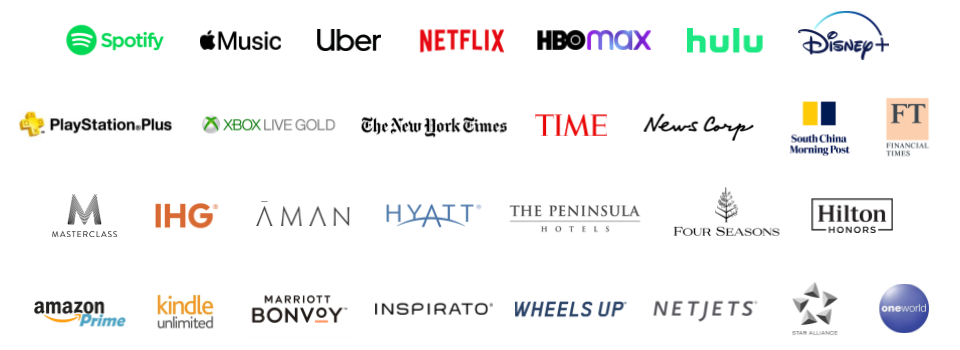 Spotify
Music
Uber
NETFLIX
HBOmax
hulu
Disney+
PlayStation®Plus
XBOX LIVE GOLD
The New York Times
TIME
News Corp
South China
Morning Post
FT
FINANCIAL
TIMES
M
MASTERCLASS
IHG®
ĀMAN
HYATT®
THE PENINSULA
HOTELS
FOUR SEASONS
Hilton
HONORS
amazon
Prime
kindle
unlimited
MARRIOTT
BONVOY™
INSPIRATO®
WHEELS UP®
NETJETS®
STAR ALLIANCE
oneworld